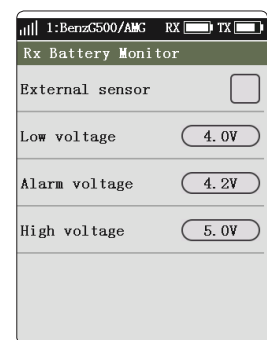 1:BenzG500/AMG RX TX
Rx Battery Monitor
External sensor
Low voltage 4.0V
Alarm voltage 4.2V
High voltage 5.0V